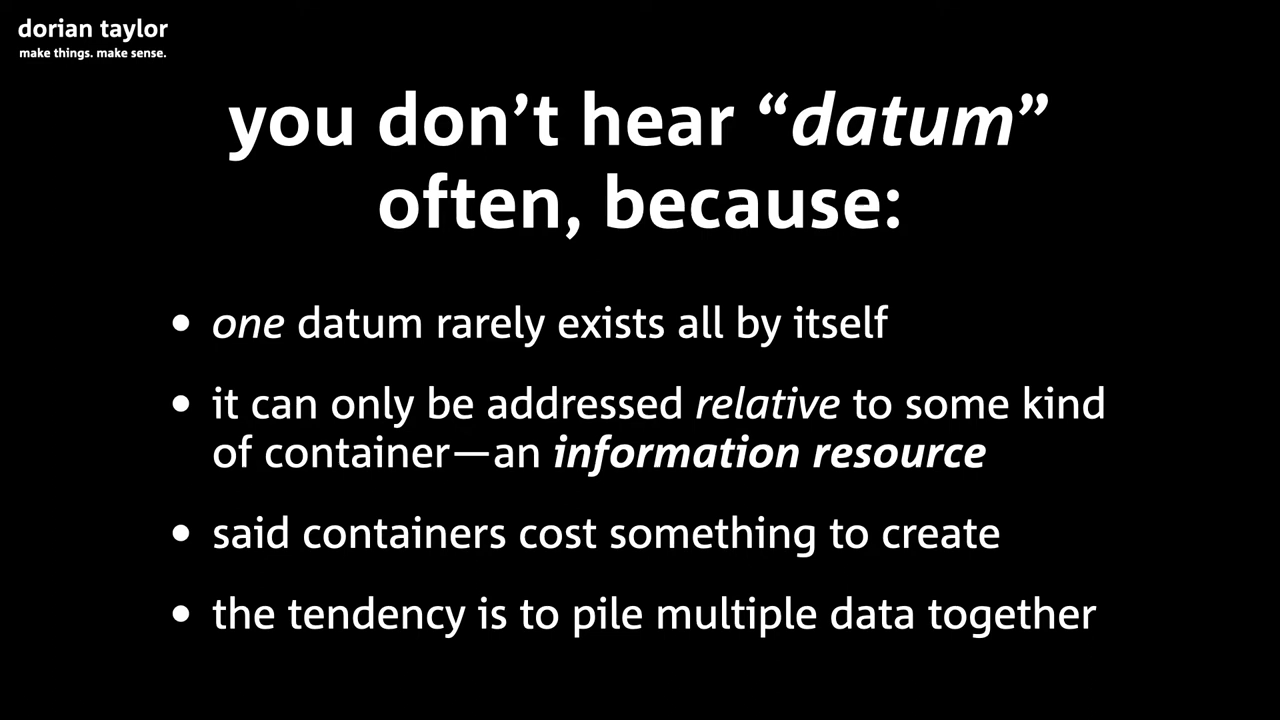 dorian taylor
make things. make sense.
you don’t hear “datum”
often, because:
• one datum rarely exists all by itself
• it can only be addressed relative to some kind
of container—an information resource
• said containers cost something to create
• the tendency is to pile multiple data together